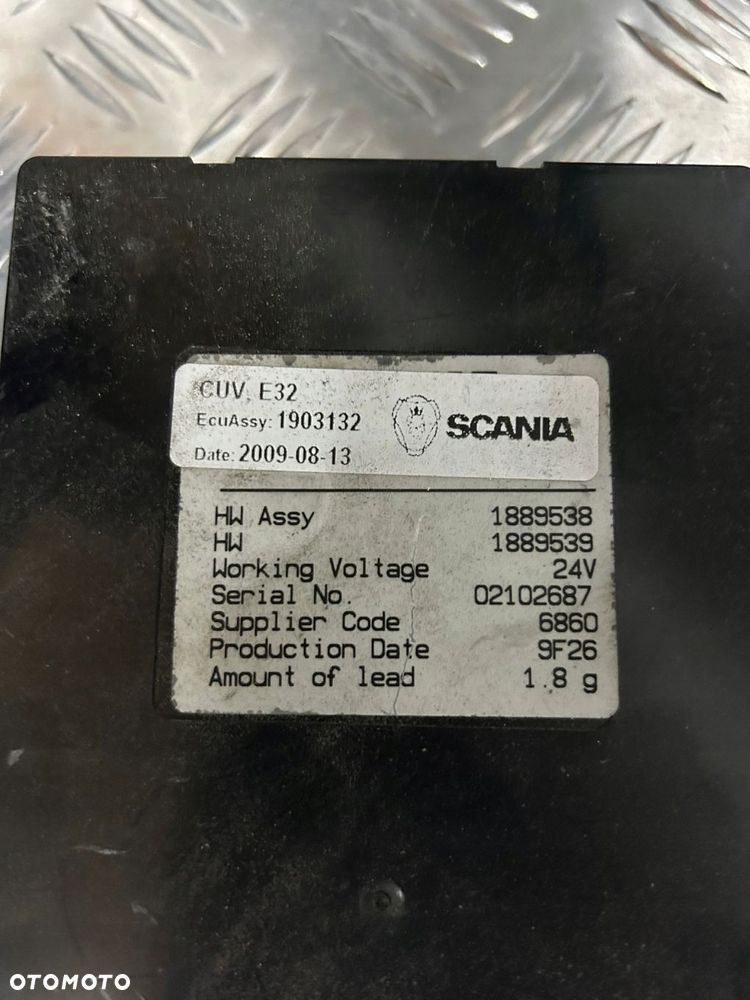 CUV E32
EcuAssy: 1903132
SCANIA
Date: 2009-08-13
HW Assy 1889538
HW 1889539
Working Voltage 24V
Serial No. 02102687
Supplier Code 6860
Production Date 9F26
Amount of lead 1.8 g
OTOMOTO